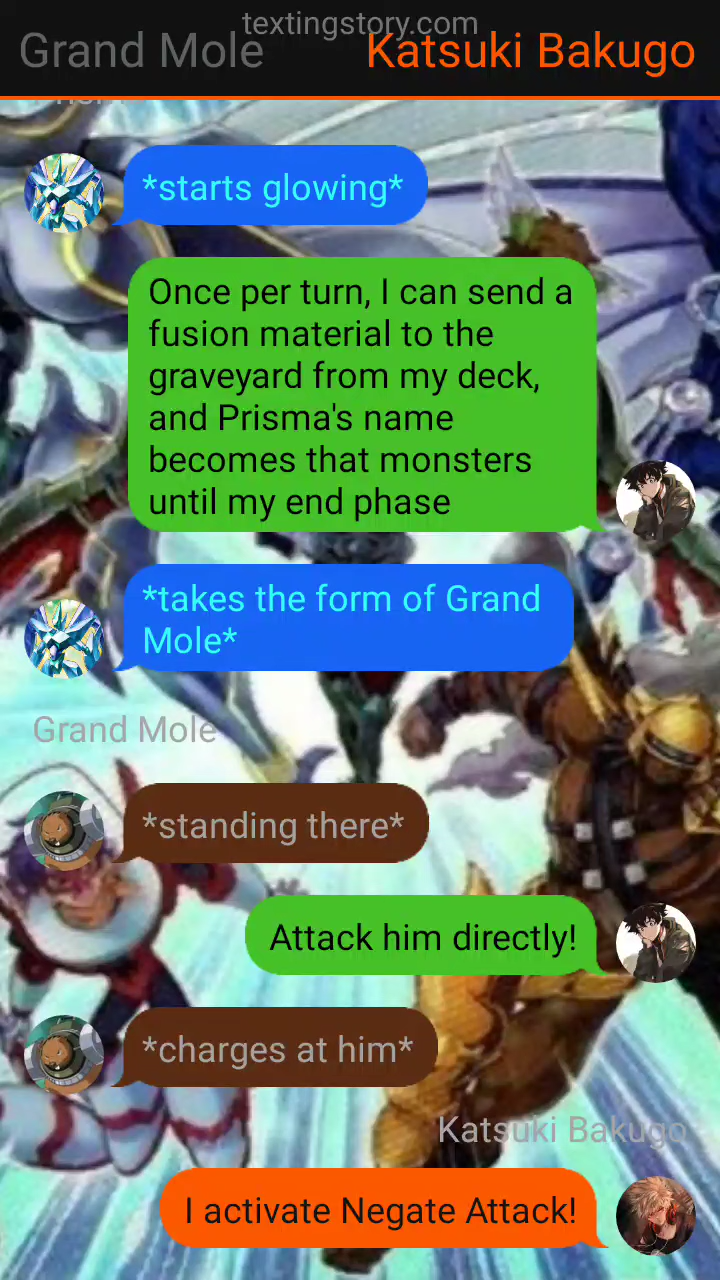 textingstory.com
Grand Mole
Katsuki Bakugo
*starts glowing*
Once per turn, I can send a
fusion material to the
graveyard from my deck,
and Prisma's name
becomes that monsters
until my end phase
*takes the form of Grand
Mole*
Grand Mole
*standing there*
Attack him directly!
*charges at him*
Katsuki Bakugo
I activate Negate Attack!